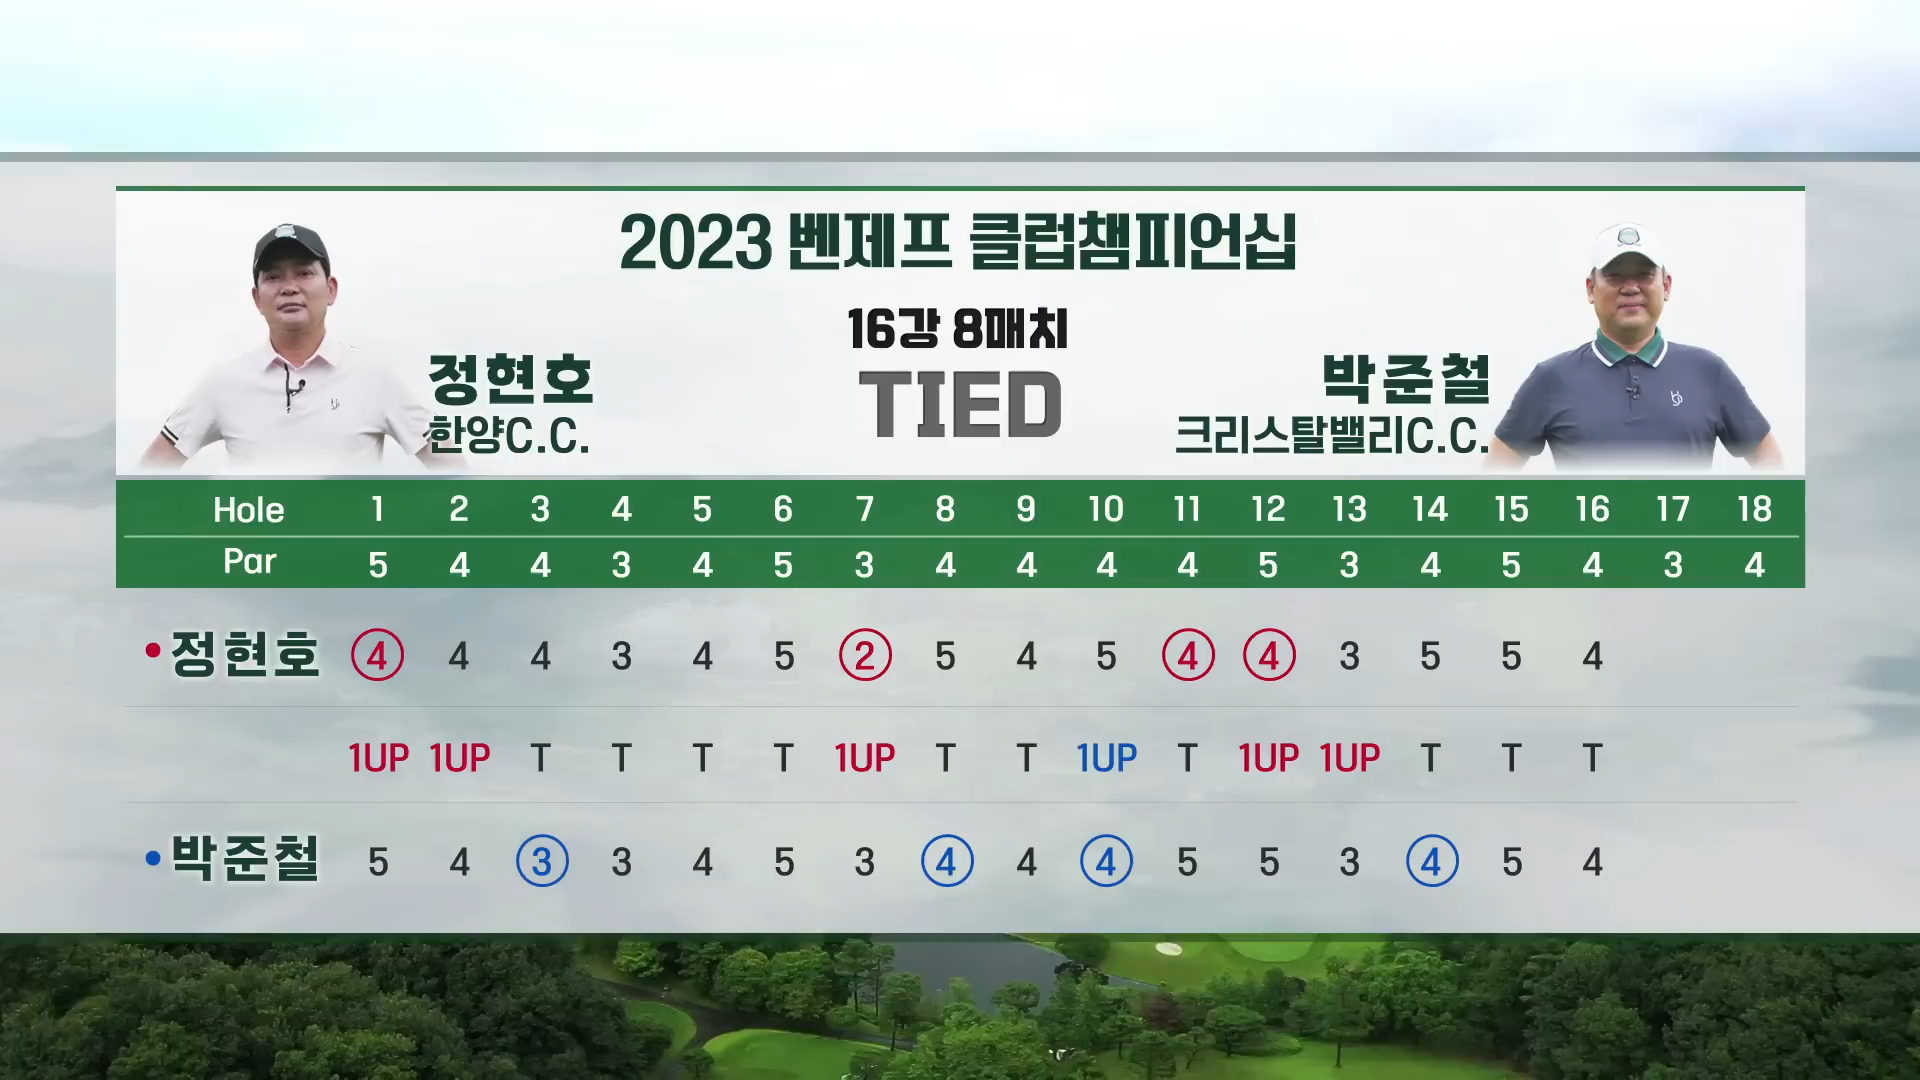 2023 벤제프 클럽챔피언십
16강 8매치
TIED
정현호
한양C.C.
박준철
크리스탈밸리C.C.
Hole 1 2 3 4 5 6 7 8 9 10 11 12 13 14 15 16 17 18
Par 5 4 4 3 4 5 3 4 4 4 4 5 3 4 5 4 3 4
정현호 4 4 4 3 4 5 2 5 4 5 4 4 3 5 5 4
1UP 1UP T T T T 1UP T T 1UP T 1UP 1UP T T T
박준철 5 4 3 3 4 5 3 4 4 4 5 5 3 4 5 4